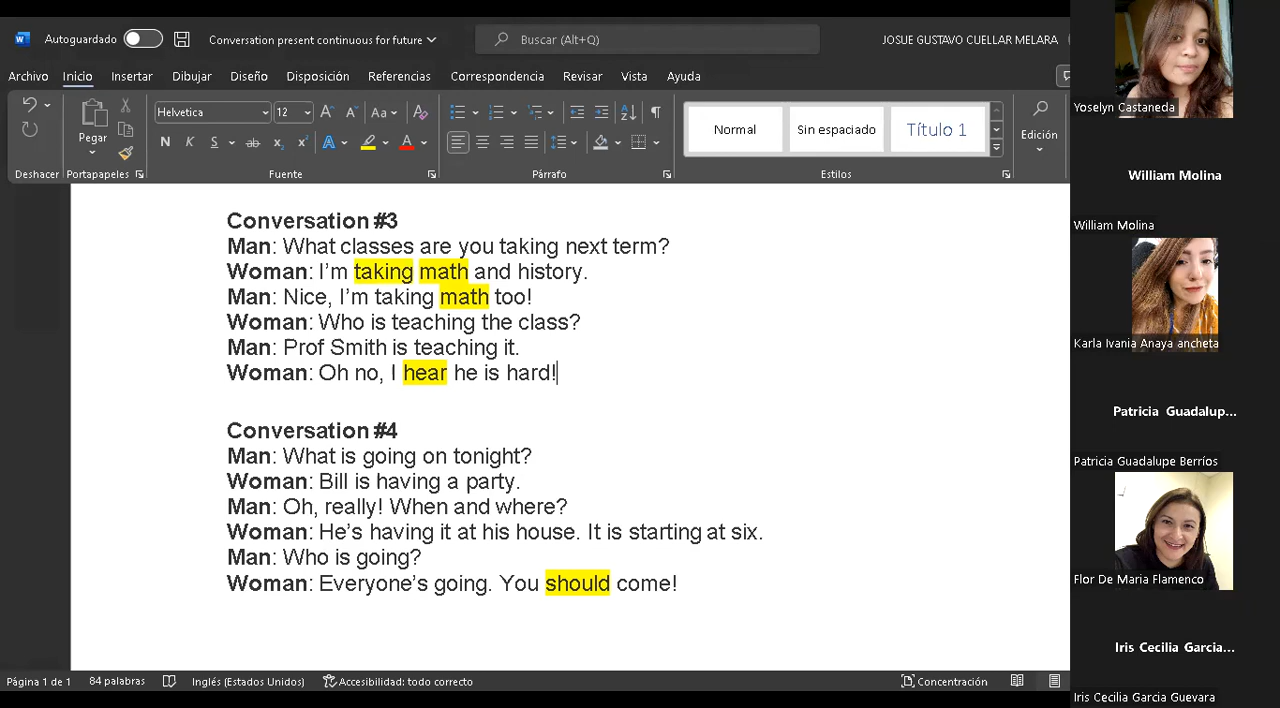 Autoguardado
Conversation present continuous for future
Buscar (Alt+Q)
JOSUE GUSTAVO CUELLAR MELARA
Archivo Inicio Insertar Dibujar Diseño Disposición Referencias Correspondencia Revisar Vista Ayuda
Helvetica 12
Pegar
N K S ab x₂ x²
Normal
Sin espaciado
Título 1
Edición
Deshacer Portapapeles Fuente Párrafo Estilos
Conversation #3
Man: What classes are you taking next term?
Woman: I’m taking math and history.
Man: Nice, I’m taking math too!
Woman: Who is teaching the class?
Man: Prof Smith is teaching it.
Woman: Oh no, I hear he is hard!
Conversation #4
Man: What is going on tonight?
Woman: Bill is having a party.
Man: Oh, really! When and where?
Woman: He’s having it at his house. It is starting at six.
Man: Who is going?
Woman: Everyone’s going. You should come!
Página 1 de 1 84 palabras Inglés (Estados Unidos) Accesibilidad: todo correcto Concentración
Yoselyn Castaneda
William Molina
William Molina
Karla Ivania Anaya ancheta
Patricia Guadalup...
Patricia Guadalupe Berríos
Flor De Maria Flamenco
Iris Cecilia Garcia...
Iris Cecilia Garcia Guevara